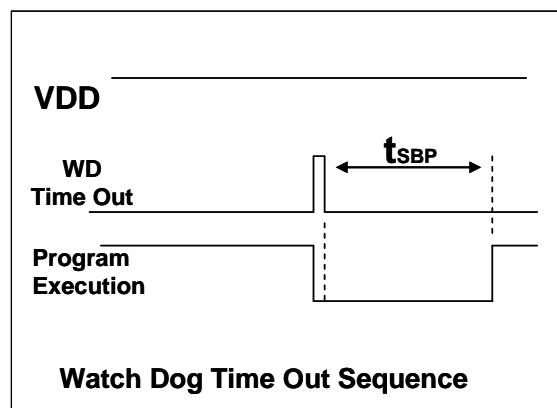 VDD
WD
Time Out
tSBP
Program
Execution
Watch Dog Time Out Sequence